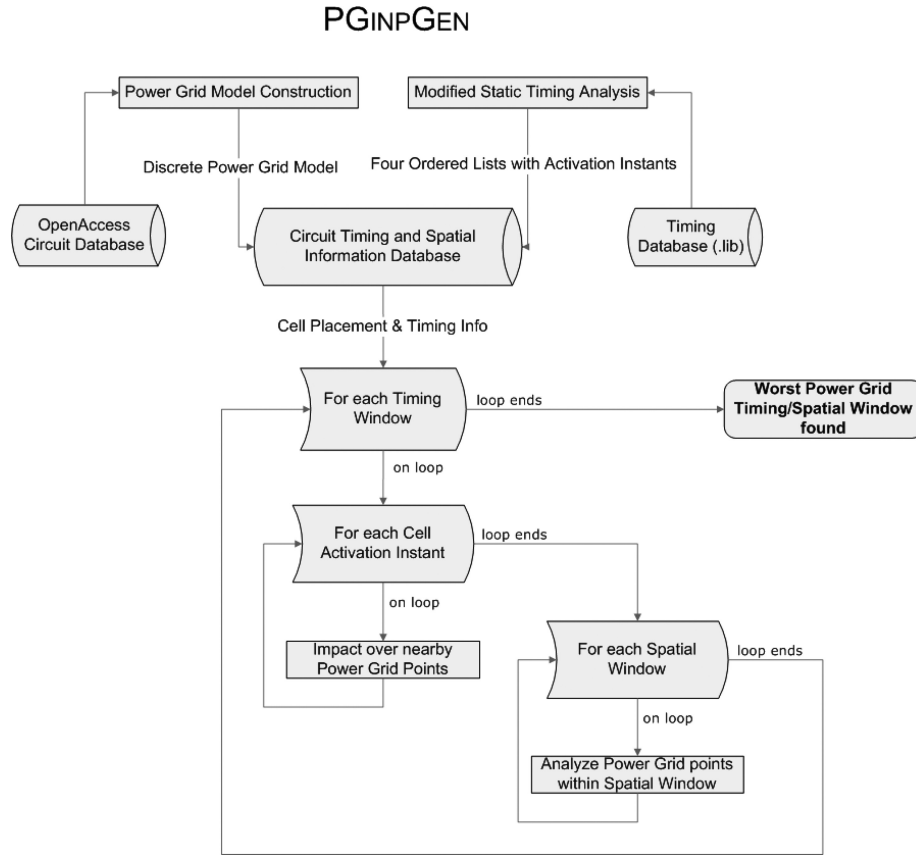 PGINPGEN
Power Grid Model Construction
Modified Static Timing Analysis
Discrete Power Grid Model
Four Ordered Lists with Activation Instants
OpenAccess
Circuit Database
Circuit Timing and Spatial
Information Database
Timing
Database (.lib)
Cell Placement & Timing Info
For each Timing
Window
loop ends
Worst Power Grid
Timing/Spatial Window
found
on loop
For each Cell
Activation Instant
loop ends
on loop
Impact over nearby
Power Grid Points
For each Spatial
Window
loop ends
on loop
Analyze Power Grid points
within Spatial Window